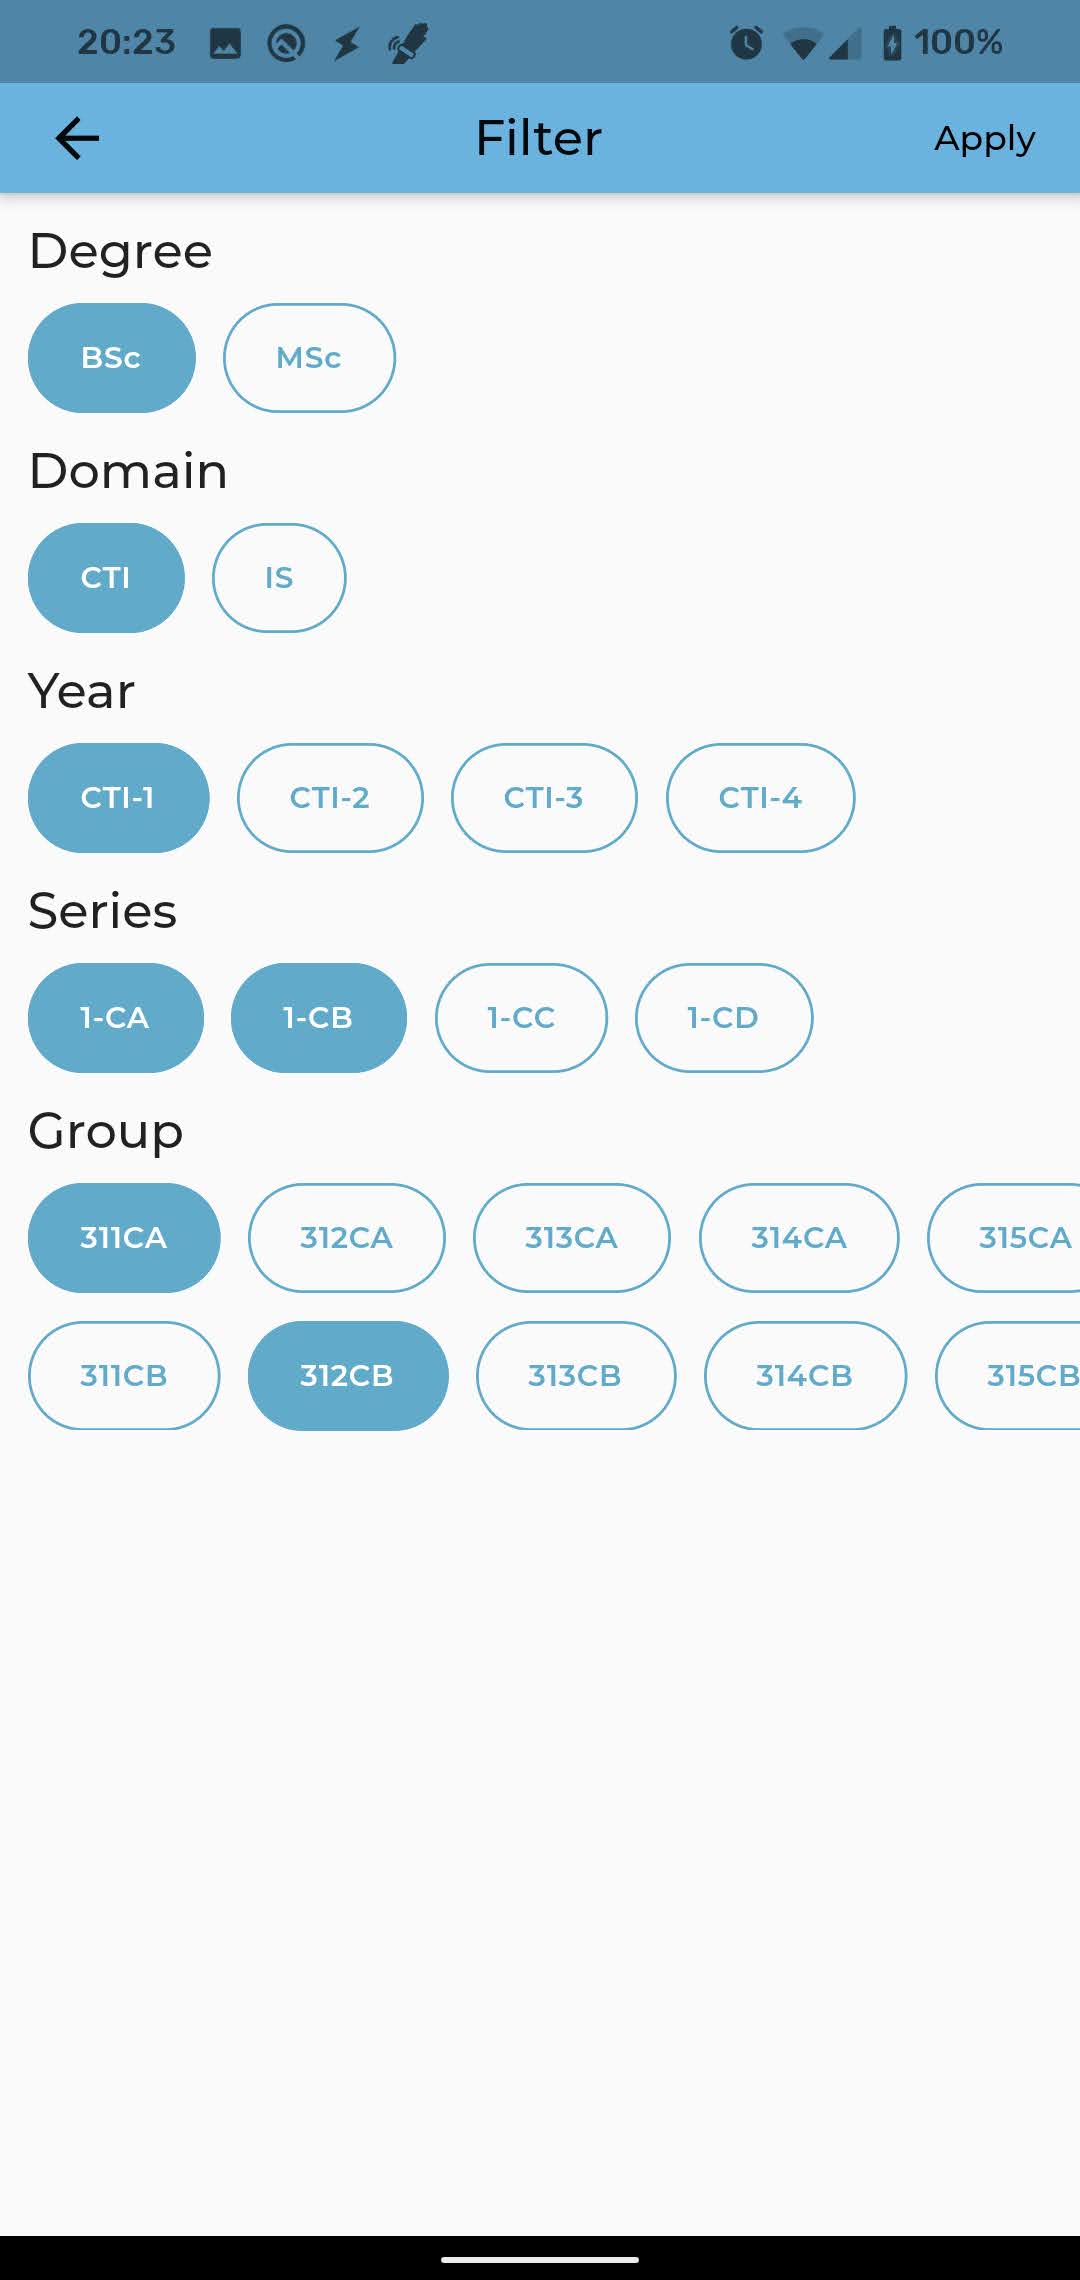 20:23 100%
Filter Apply
Degree
BSc MSc
Domain
CTI IS
Year
CTI-1 CTI-2 CTI-3 CTI-4
Series
1-CA 1-CB 1-CC 1-CD
Group
311CA 312CA 313CA 314CA 315CA
311CB 312CB 313CB 314CB 315CB